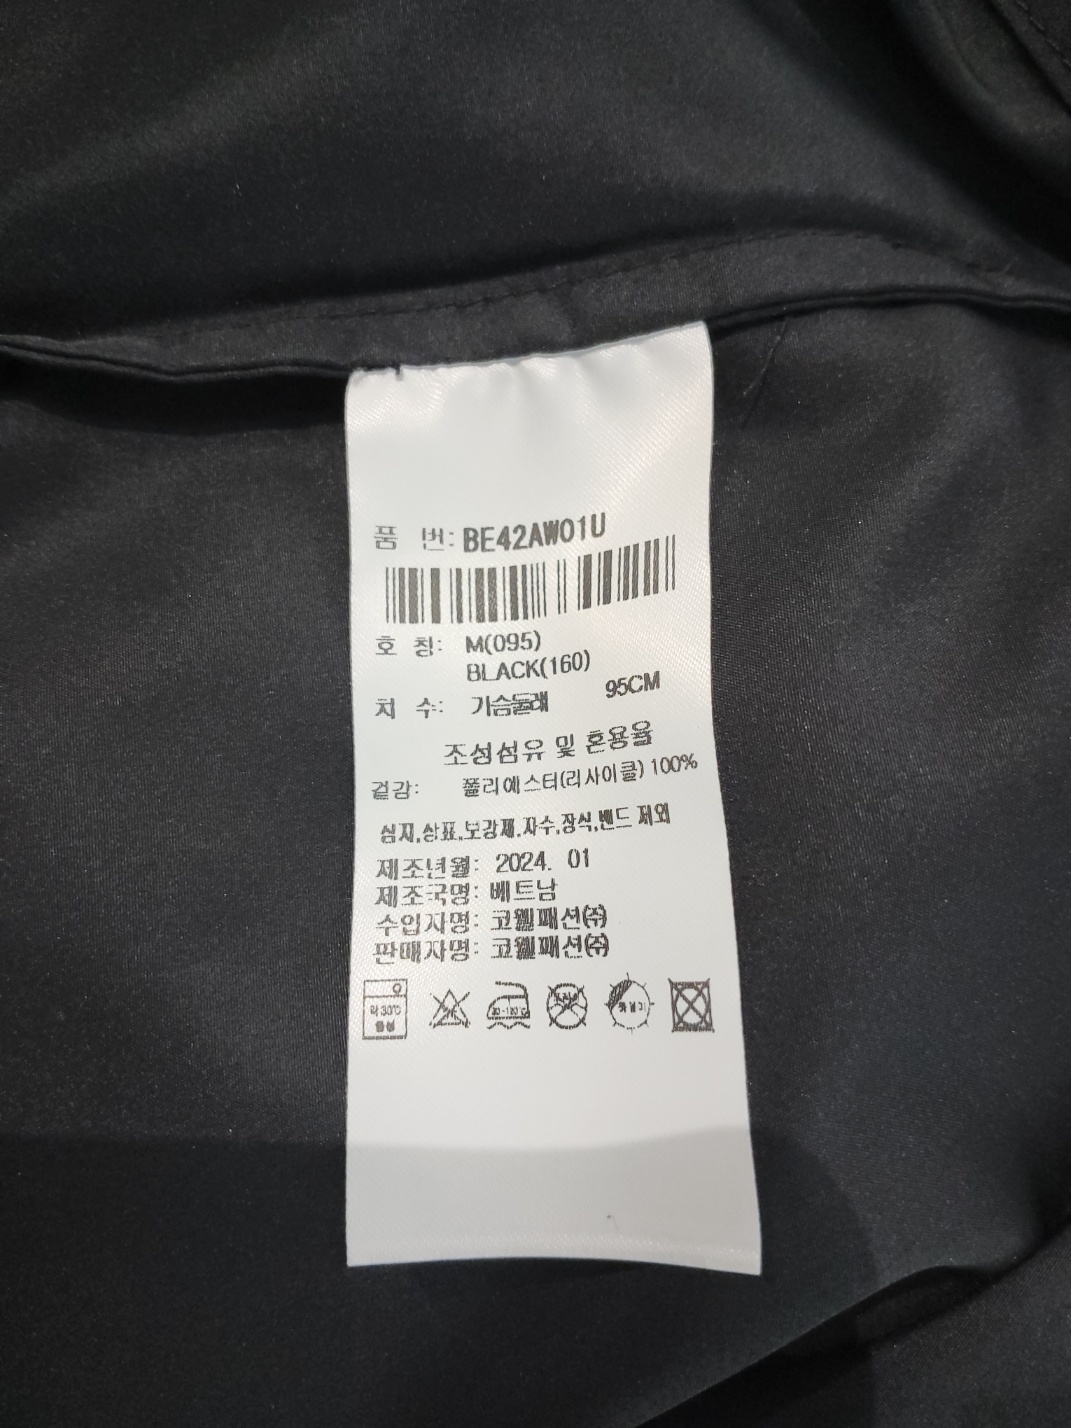 품 번: BE42AW01U
호 칭: M(095)
BLACK(160)
치 수: 가슴둘레 95CM
조성섬유 및 혼용율
겉감: 폴리에스터(리사이클) 100%
심지,상표,보강재,자수,장식,밴드 제외
제조년월: 2024. 01
제조국명: 베트남
수입자명: 코웰패션㈜
판매자명: 코웰패션㈜
약 30℃
중성